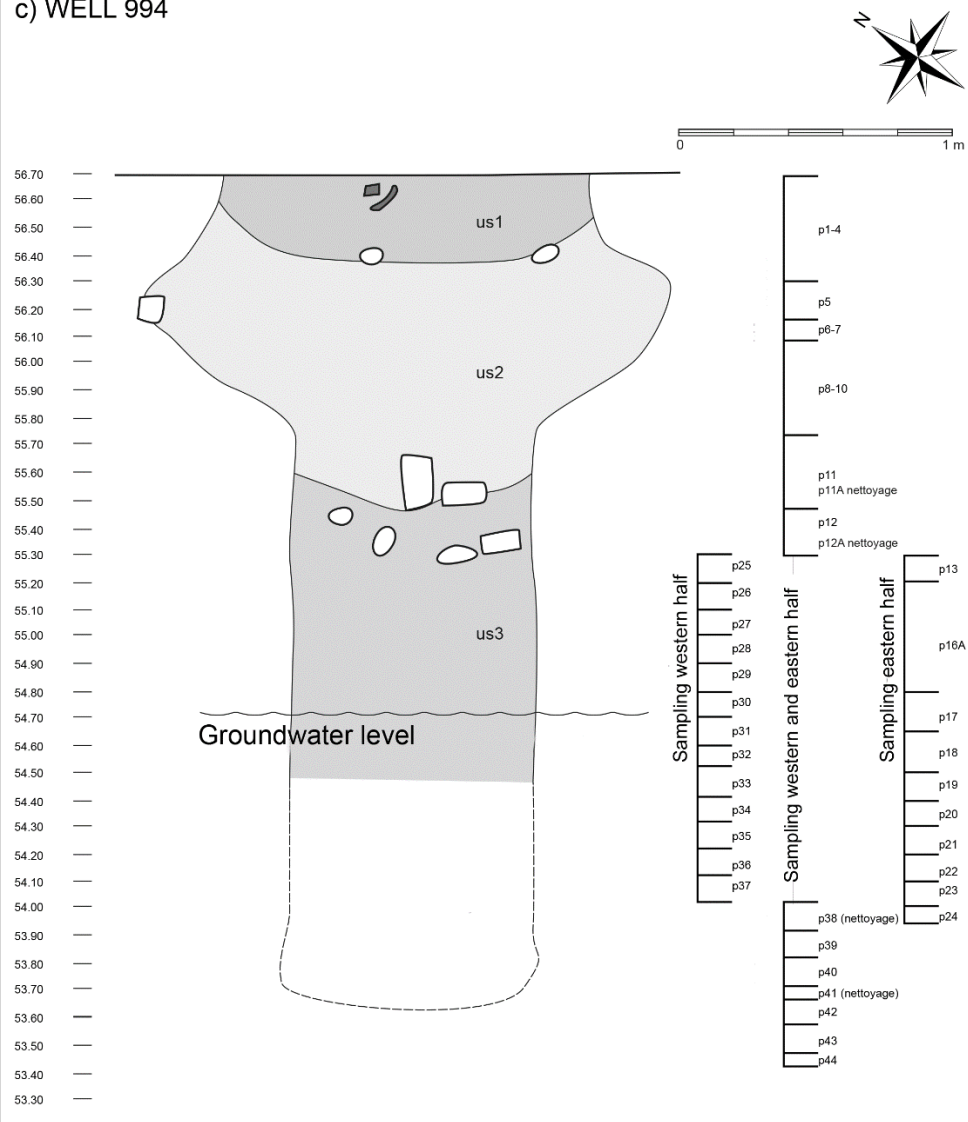 c) WELL 994
N
0
1 m
56.70
56.60
56.50
56.40
56.30
56.20
56.10
56.00
55.90
55.80
55.70
55.60
55.50
55.40
55.30
55.20
55.10
55.00
54.90
54.80
54.70
54.60
54.50
54.40
54.30
54.20
54.10
54.00
53.90
53.80
53.70
53.60
53.50
53.40
53.30
us1
us2
us3
Groundwater level
p1-4
p5
p6-7
p8-10
p11
p11A nettoyage
p12
p12A nettoyage
Sampling western half
p25
p26
p27
p28
p29
p30
p31
p32
p33
p34
p35
p36
p37
Sampling western and eastern half
p38 (nettoyage)
p39
p40
p41 (nettoyage)
p42
p43
p44
Sampling eastern half
p13
p16A
p17
p18
p19
p20
p21
p22
p23
p24